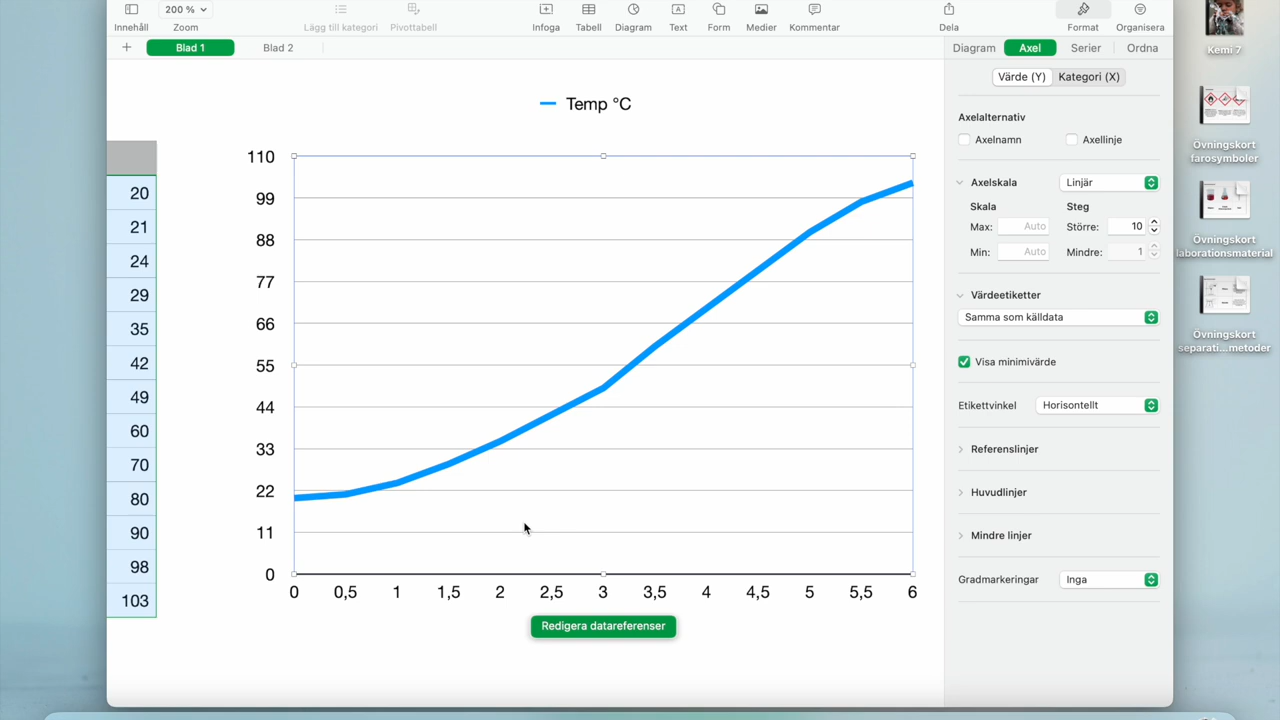 200 %
Innehåll
Zoom
Lägg till kategori
Pivottabell
Infoga
Tabell
Diagram
Text
Form
Medier
Kommentar
Dela
Format
Organisera
Blad 1
Blad 2
Diagram
Axel
Serier
Ordna
Värde (Y)
Kategori (X)
Axelalternativ
Axelnamn
Axellinje
Axelskala
Linjär
Skala
Steg
Max:
Auto
Större:
10
Min:
Auto
Mindre:
1
Värdeetiketter
Samma som källdata
Visa minimivärde
Etikettvinkel
Horisontellt
Referenslinjer
Huvudlinjer
Mindre linjer
Gradmarkeringar
Inga
Temp °C
20
21
24
29
35
42
49
60
70
80
90
98
103
110
99
88
77
66
55
44
33
22
11
0
0
0,5
1
1,5
2
2,5
3
3,5
4
4,5
5
5,5
6
Redigera datareferenser
Kemi 7
Övningskort
farosymboler
Övningskort
laborationsmaterial
Övningskort
separati...metoder